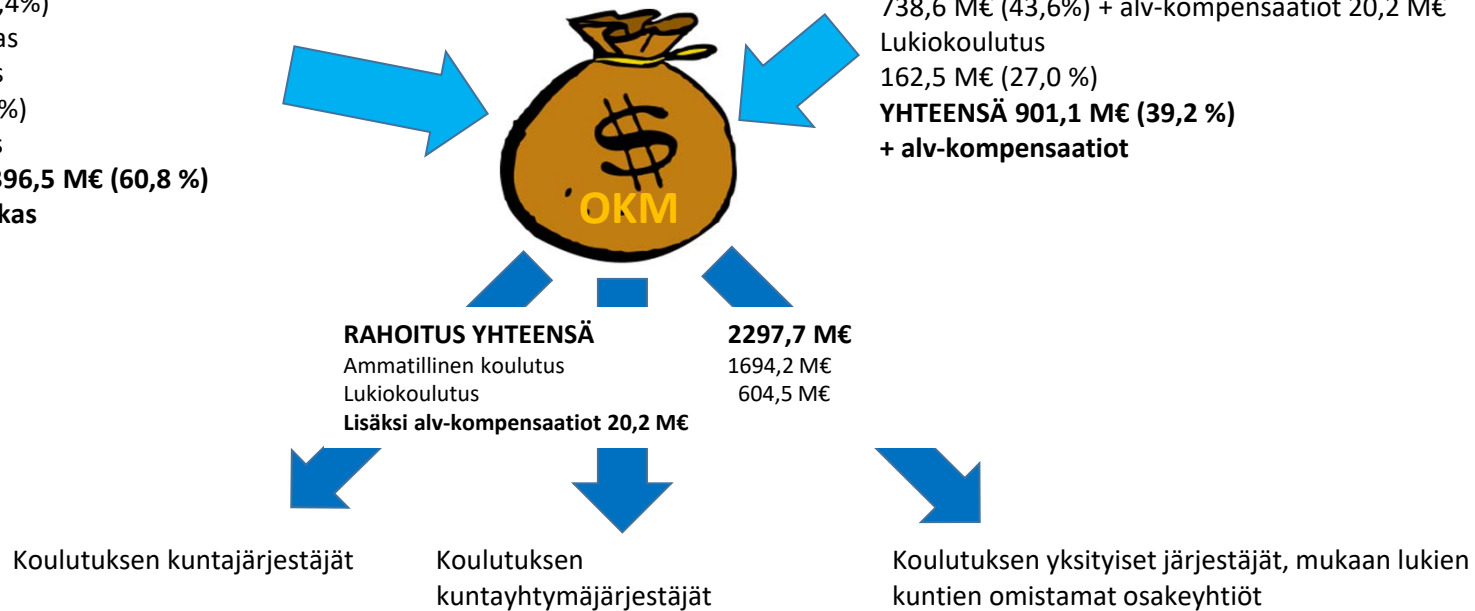 ,4%)
as
s
%)
s
396,5 M€ (60,8 %)
kas
738,6 M€ (43,6%) + alv-kompensaatiot 20,2 M€
Lukiokoulutus
162,5 M€ (27,0 %)
YHTEENSÄ 901,1 M€ (39,2 %)
+ alv-kompensaatiot
$
OKM
RAHOITUS YHTEENSÄ 2297,7 M€
Ammatillinen koulutus 1694,2 M€
Lukiokoulutus 604,5 M€
Lisäksi alv-kompensaatiot 20,2 M€
Koulutuksen kuntajärjestäjät
Koulutuksen
kuntayhtymäjärjestäjät
Koulutuksen yksityiset järjestäjät, mukaan lukien
kuntien omistamat osakeyhtiöt